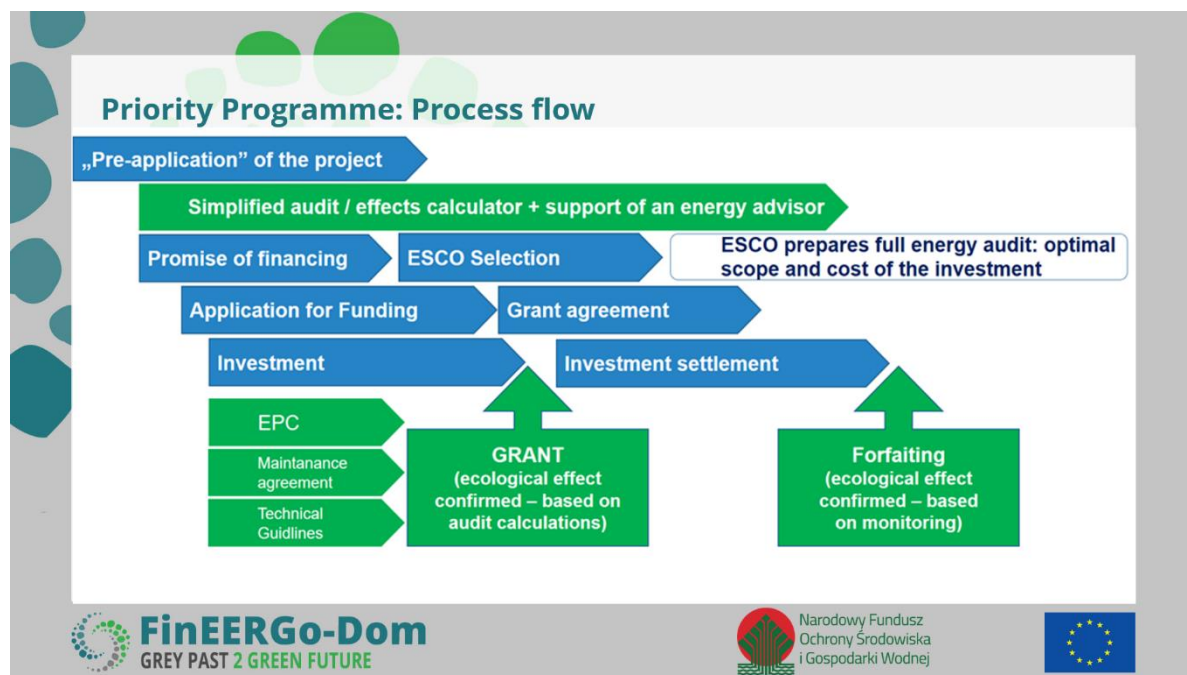 Priority Programme: Process flow
„Pre-application” of the project
Simplified audit / effects calculator + support of an energy advisor
Promise of financing
ESCO Selection
ESCO prepares full energy audit: optimal
scope and cost of the investment
Application for Funding
Grant agreement
Investment
Investment settlement
EPC
Maintanance
agreement
Technical
Guidlines
GRANT
(ecological effect
confirmed – based on
audit calculations)
Forfaiting
(ecological effect
confirmed – based
on monitoring)
FinEERGo-Dom
GREY PAST 2 GREEN FUTURE
Narodowy Fundusz
Ochrony Środowiska
i Gospodarki Wodnej